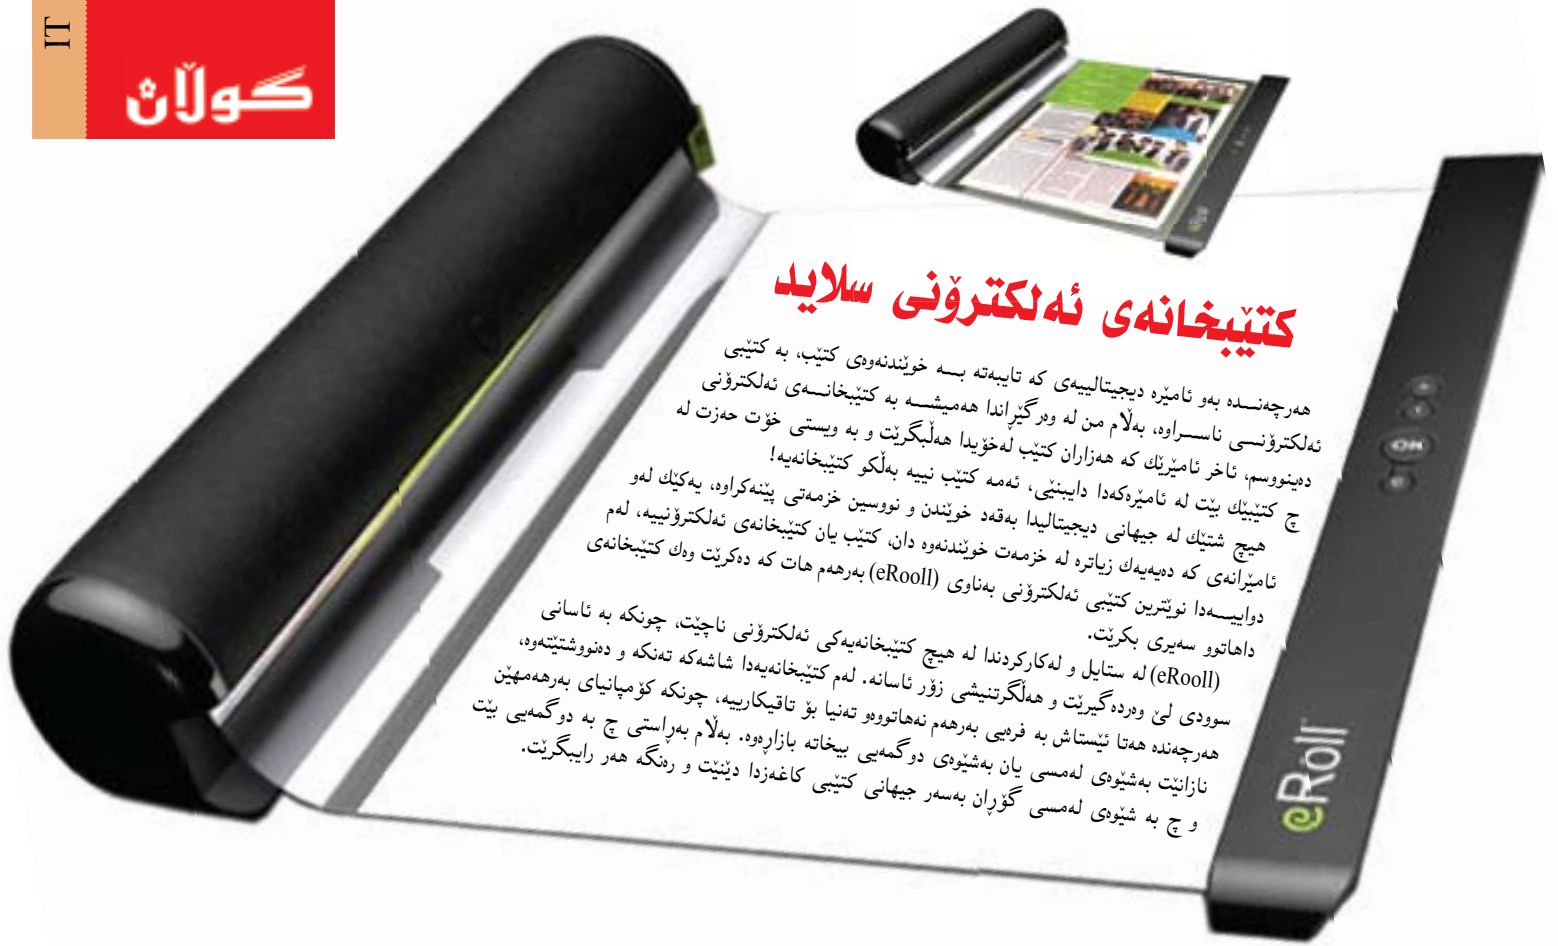 IT
گوڵان
کتێبخانەی ئەلکترۆنی سلاید
هەرچەنـــدە بەو ئامێرە دیجیتالییەی کە تایبەتە بـــە خوێندنەوەی کتێب، بە کتێبی
ئەلکترۆنـــی ناســـراوە، بەڵام من لە وەرگێڕاندا هەمیشـــە بە کتێبخانـــەی ئەلکترۆنی
دەینووسم، ئاخر ئامێرێك کە هەزاران کتێب لەخۆیدا هەڵبگرێت و بە ویستی خۆت حەزت لە
چ کتێبێك بێت لە ئامێرەکەدا دایبنێی، ئەمە کتێب نییە بەڵکو کتێبخانەیە!
هیچ شتێك لە جیهانی دیجیتالیدا بەقەد خوێندن و نووسین خزمەتی پێنەکراوە، یەکێك لەو
ئامێرانەی کە دەیەیەك زیاترە لە خزمەت خوێندنەوە دان، کتێب یان کتێبخانەی ئەلکترۆنییە، لەم
دواییـــەدا نوێترین کتێبی ئەلکترۆنی بەناوی (eRooll) بەرهەم هات کە دەکرێت وەك کتێبخانەی
داهاتوو سەیری بکرێت.
(eRooll) لە ستایل و لەکارکردندا لە هیچ کتێبخانەیەکی ئەلکترۆنی ناچێت، چونکە بە ئاسانی
سوودی لێ وەردەگیرێت و هەڵگرتنیشی زۆر ئاسانە. لەم کتێبخانەیەدا شاشەکە تەنکە و دەنووشتێتەوە،
هەرچەندە هەتا ئێستاش بە فرەیی بەرهەم نەهاتووەو تەنیا بۆ تاقیکارییە، چونکە کۆمپانیای بەرهەمهێن
نازانێت بەشێوەی لەمسی یان بەشێوەی دوگمەیی بیخاتە بازاڕەوە. بەڵام بەڕاستی چ بە دوگمەیی بێت
و چ بە شێوەی لەمسی گۆڕان بەسەر جیهانی کتێبی کاغەزدا دێنێت و رەنگە هەر رایبگرێت.
OK
eRoll
eRoll